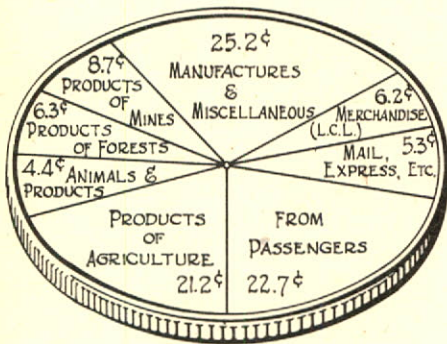 25.2¢
MANUFACTURES
&
MISCELLANEOUS
6.2¢
MERCHANDISE
(L.C.L.)
5.3¢
MAIL,
EXPRESS, ETC.
FROM
PASSENGERS
22.7¢
PRODUCTS
OF
AGRICULTURE
21.2¢
4.4¢ ANIMALS &
PRODUCTS
6.3¢
PRODUCTS
OF FORESTS
8.7¢
PRODUCTS
OF
MINES